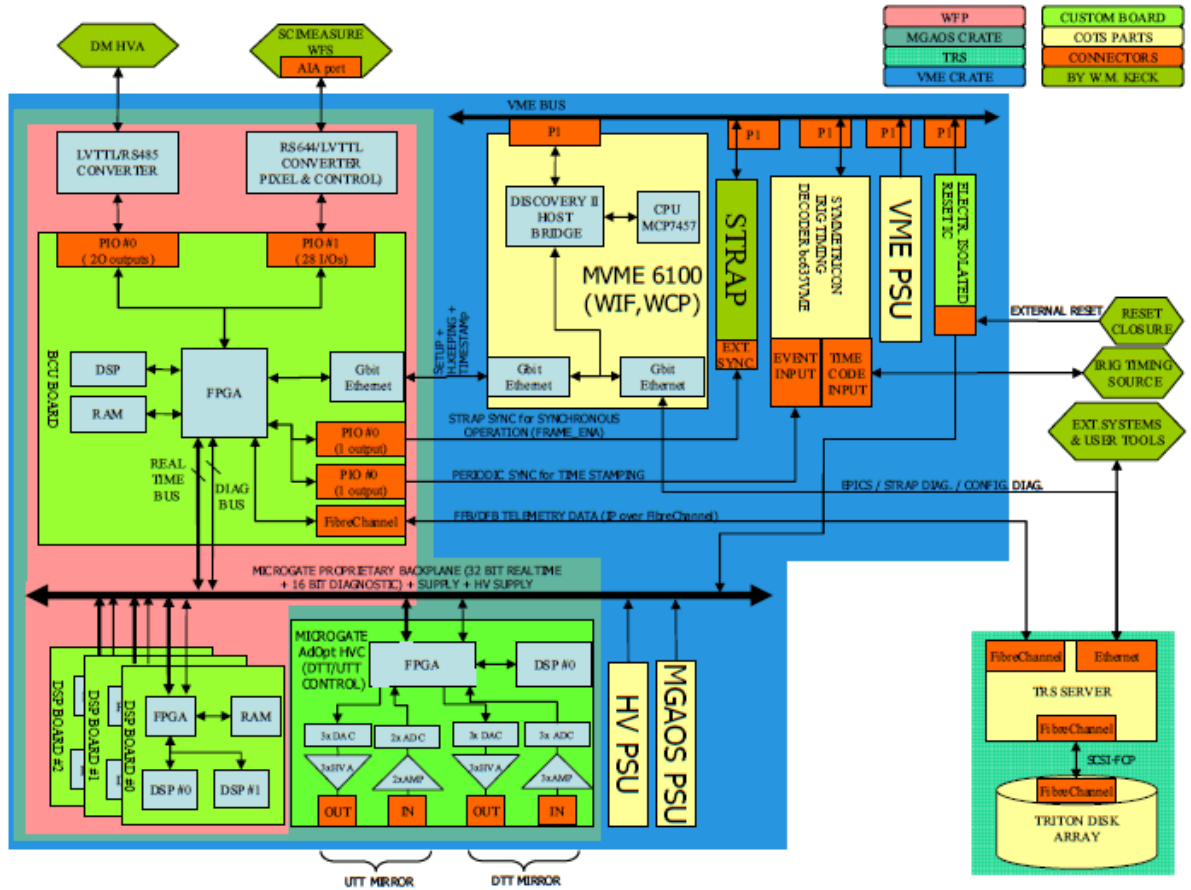 DM HVA
SCIMEASURE
WFS
AIA port
WFP
MGAOS CRATE
TRS
VME CRATE
CUSTOM BOARD
COTS PARTS
CONNECTORS
BY W.M. KECK
VME BUS
LVTTL/RS485
CONVERTER
RS644/LVTTL
CONVERTER
PIXEL & CONTROL)
PIO #0
( 20 outputs)
PIO #1
( 28 I/Os)
BCU BOARD
DSP
RAM
FPGA
Gbit
Ethernet
PIO #0
(1 output)
PIO #0
(1 output)
FibreChannel
REAL
TIME
BUS
DIAG
BUS
SETUP +
H.KEEPING +
TIMESTAMp
P1
DISCOVERY II
HOST
BRIDGE
CPU
MCP7457
MVME 6100
(WIF,WCP)
Gbit
Ethernet
Gbit
Ethernet
P1
STRAP
EXT.
SYNC
P1
SYMMETRICON
IRIG TIMING
DECODER bc635VME
EVENT
INPUT
TIME
CODE
INPUT
P1
VME PSU
P1
ELECTR. ISOLATED
RESET IC
EXTERNAL RESET
RESET
CLOSURE
IRIG TIMING
SOURCE
EXT.SYSTEMS
& USER TOOLS
STRAP SYNC for SYNCHRONOUS
OPERATION (FRAME_ENA)
PERIODIC SYNC for TIME STAMPING
EPICS / STRAP DIAG. / CONFIG. DIAG.
FFB/DFB TELEMETRY DATA (IP over FibreChannel)
MICROGATE PROPRIETARY BACKPLANE (32 BIT REALTIME
+ 16 BIT DIAGNOSTIC) + SUPPLY + HV SUPPLY
DSP BOARD #2
DSP BOARD #1
DSP BOARD #0
FPGA
RAM
DSP #0
DSP #1
MICROGATE
AdOpt HVC
(DTT/UTT
CONTROL)
FPGA
DSP #0
3x DAC
2x ADC
3x DAC
3x ADC
3xHVA
2xAMP
3xHVA
3xAMP
OUT
IN
OUT
IN
UTT MIRROR
DTT MIRROR
HV PSU
MGAOS PSU
FibreChannel
Ethernet
TRS SERVER
FibreChannel
SCSI-FCP
FibreChannel
TRITON DISK
ARRAY